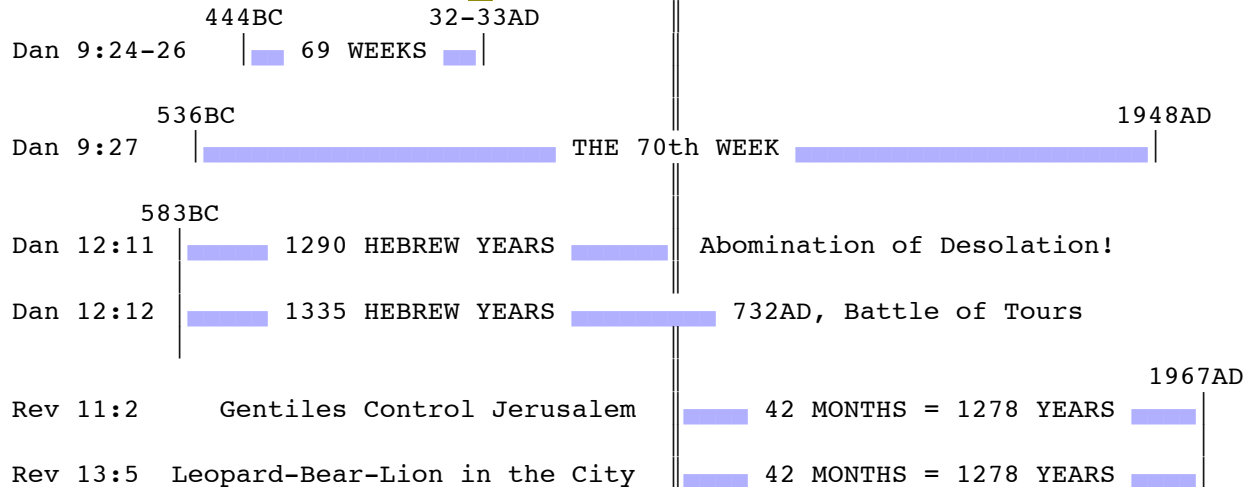 444BC 32-33AD
Dan 9:24-26 69 WEEKS
536BC 1948AD
Dan 9:27 THE 70th WEEK
583BC
Dan 12:11 1290 HEBREW YEARS Abomination of Desolation!
Dan 12:12 1335 HEBREW YEARS 732AD, Battle of Tours
1967AD
Rev 11:2 Gentiles Control Jerusalem 42 MONTHS = 1278 YEARS
Rev 13:5 Leopard-Bear-Lion in the City 42 MONTHS = 1278 YEARS